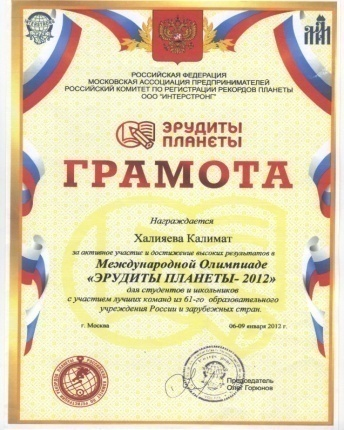 РОССИЙСКАЯ ФЕДЕРАЦИЯ
МОСКОВСКАЯ АССОЦИАЦИЯ ПРЕДПРИНИМАТЕЛЕЙ
РОССИЙСКИЙ КОМИТЕТ ПО РЕГИСТРАЦИИ РЕКОРДОВ ПЛАНЕТЫ
ООО "ИНТЕРСТРОНГ"
ЭРУДИТЫ
ПЛАНЕТЫ
ГРАМОТА
Награждается
Халияева Калимат
за активное участие и достижение высоких результатов в
Международной Олимпиаде
«ЭРУДИТЫ ПЛАНЕТЫ- 2012»
для студентов и школьников
с участием лучших команд из 61-го образовательного
учреждения России и зарубежных стран.
г. Москва 06-09 января 2012 г.
Председатель
Олег Горюнов